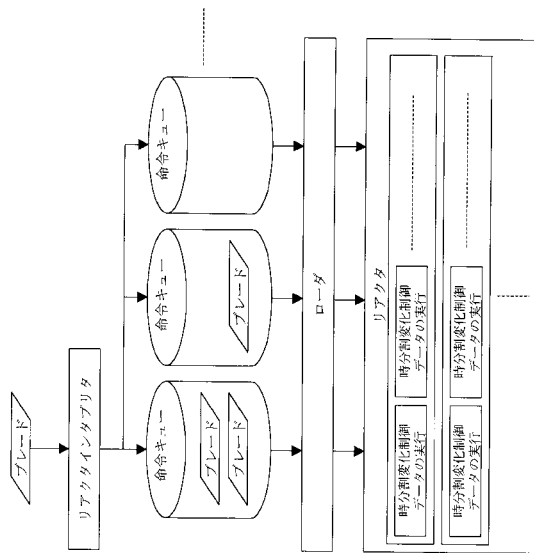 ブレード
リアクタインタプリタ
命令キュー
ブレード
ブレード
命令キュー
ブレード
命令キュー
ローダ
リアクタ
時分割変化制御
データの実行
時分割変化制御
データの実行
時分割変化制御
データの実行
時分割変化制御
データの実行